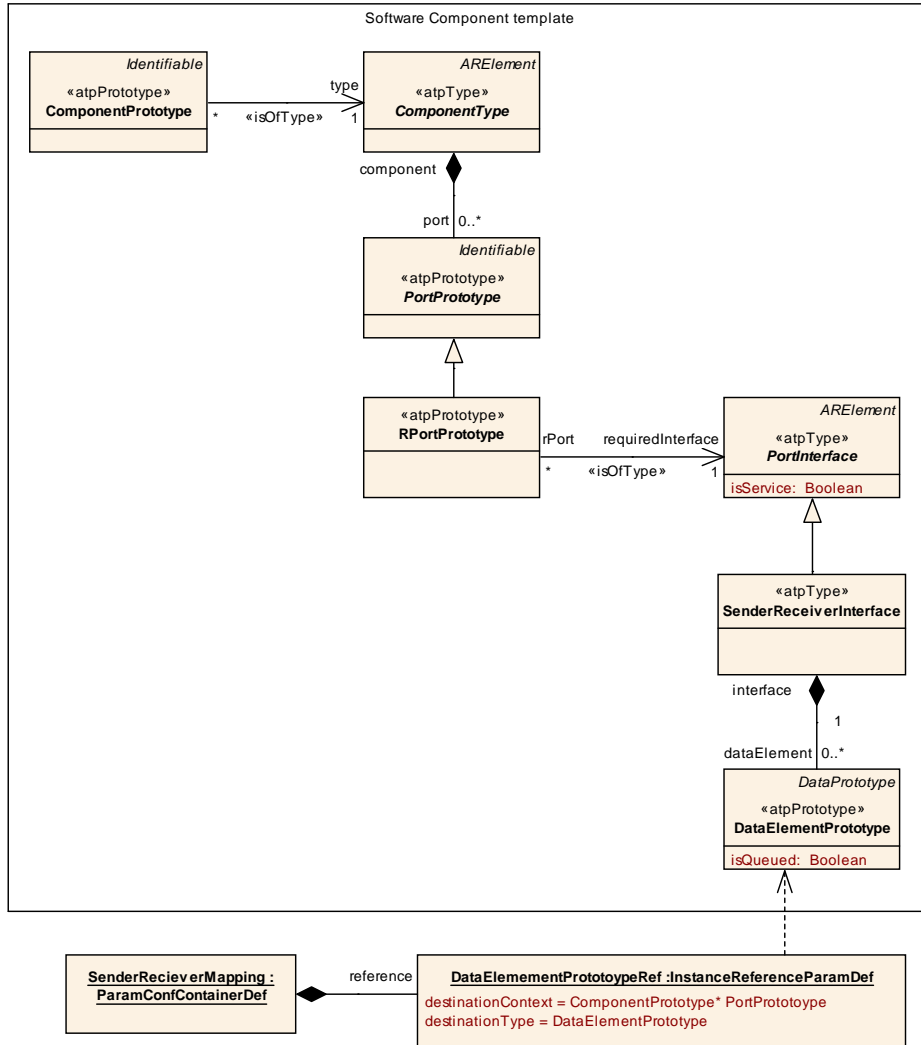 Software Component template
Identifiable
«atpPrototype»
ComponentPrototype
*
«isOfType»
type
1
ARElement
«atpType»
ComponentType
component
port 0..*
Identifiable
«atpPrototype»
PortPrototype
«atpPrototype»
RPortPrototype
rPort
*
«isOfType»
requiredInterface
1
ARElement
«atpType»
PortInterface
isService: Boolean
«atpType»
SenderReceiverInterface
interface
1
dataElement 0..*
DataPrototype
«atpPrototype»
DataElementPrototype
isQueued: Boolean
SenderRecieverMapping :
ParamConfContainerDef
reference
DataElemementPrototoypeRef :InstanceReferenceParamDef
destinationContext = ComponentPrototype* PortPrototoype
destinationType = DataElementPrototype